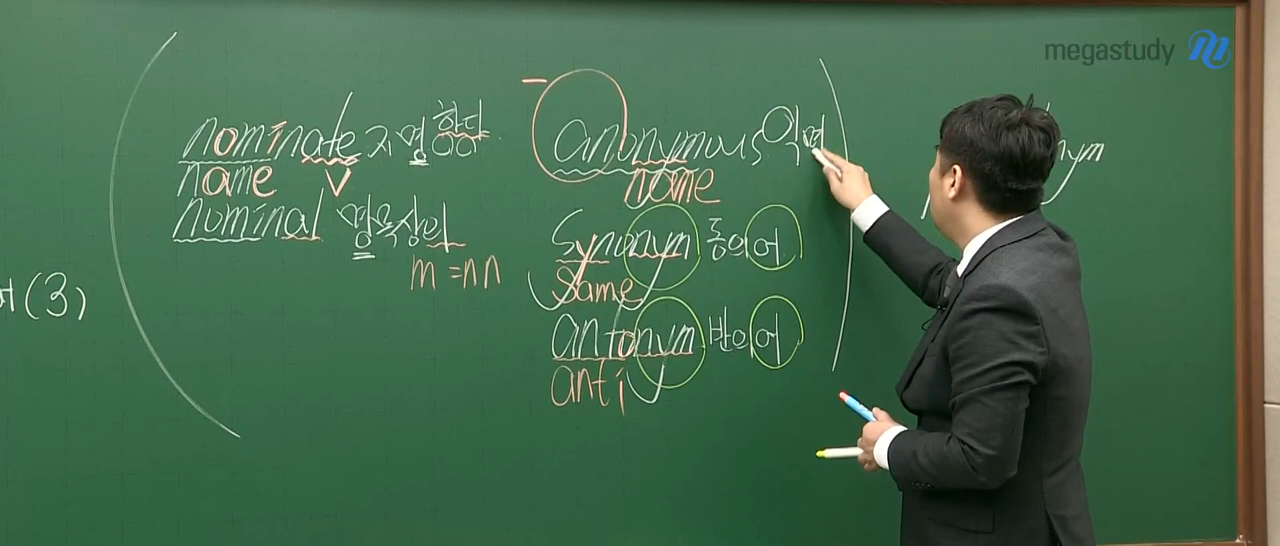 megastudy
(3)
nominate 지명하다
name V
nominal 명목상의
m = nn
- anonymous 익명
name
synonym 동의어
same
antonym 반의어
anti
nym